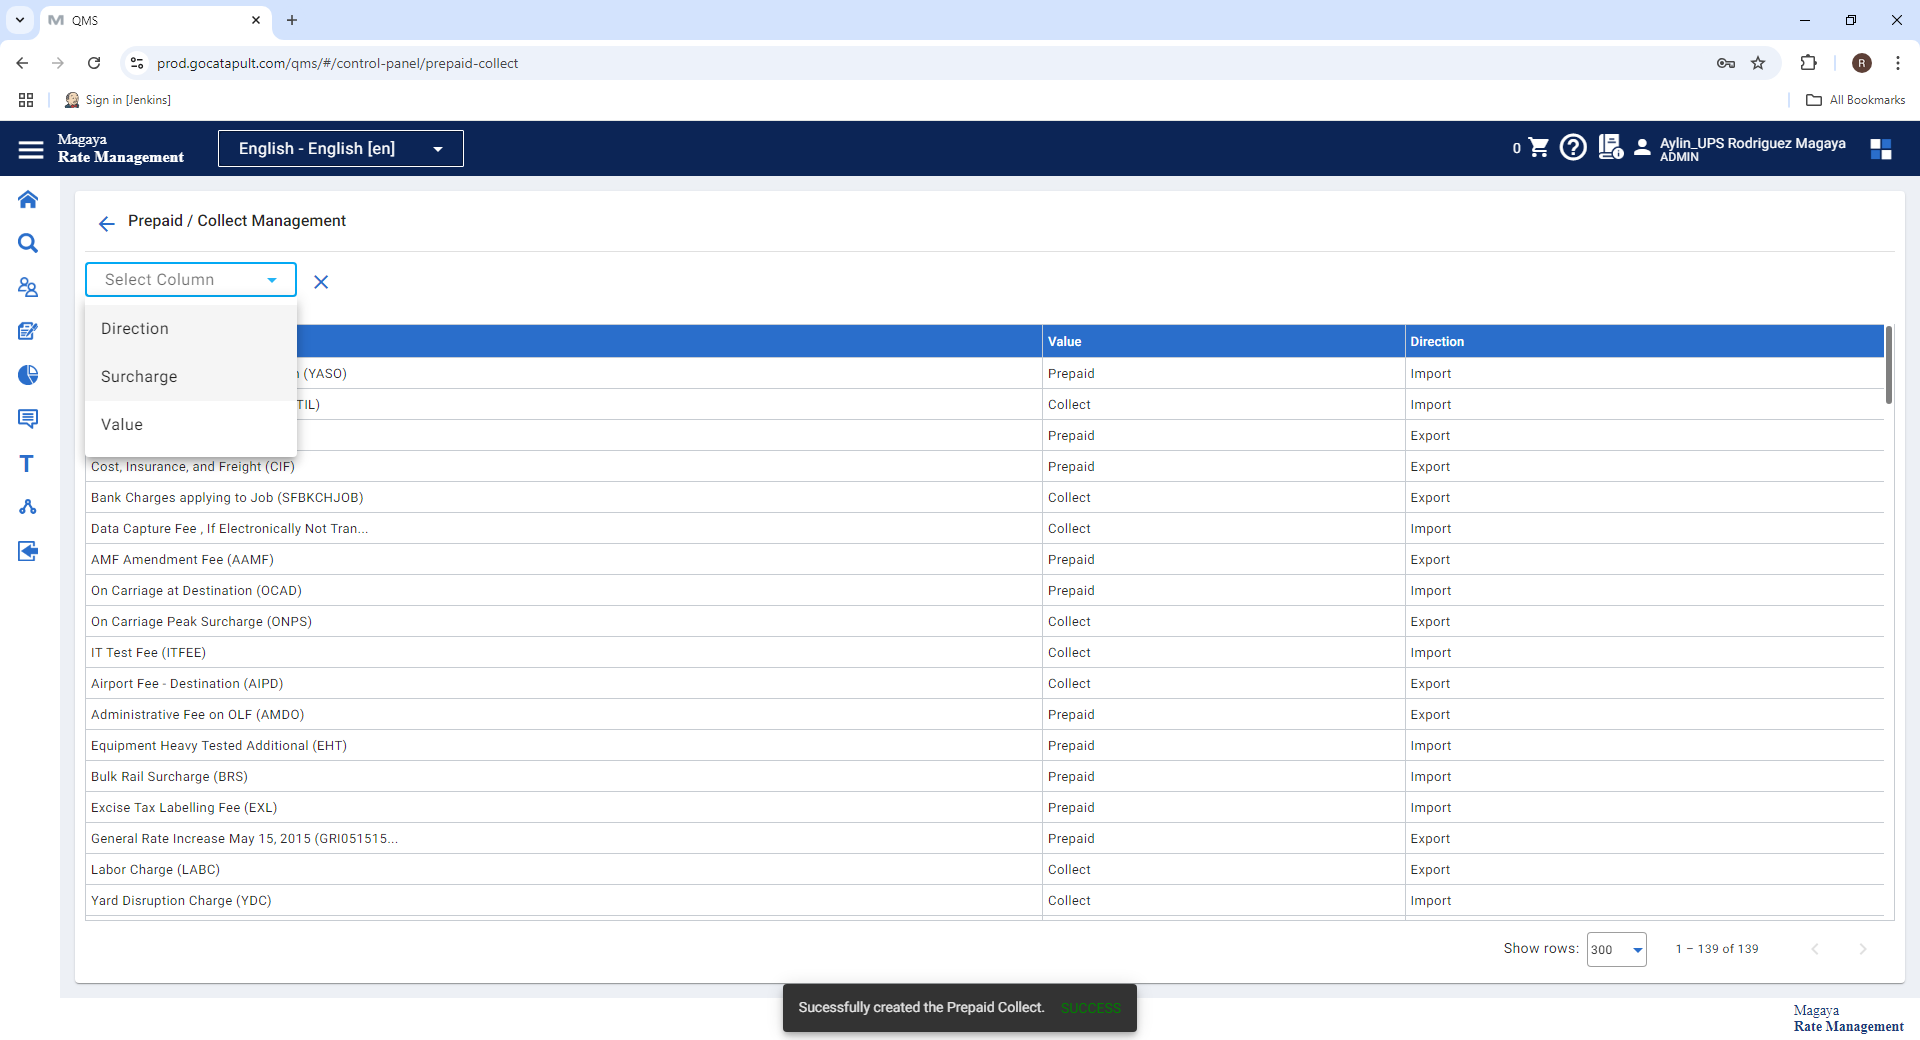 QMS
prod.gocatapult.com/qms/#/control-panel/prepaid-collect
R
Sign in [Jenkins]
All Bookmarks
Magaya
Rate Management
English - English [en]
0
Aylin_UPS Rodriguez Magaya
ADMIN
Prepaid / Collect Management
Select Column
Direction
Surcharge
Value
Value Direction
(YASO) Prepaid Import
TIL) Collect Import
Prepaid Export
Cost, Insurance, and Freight (CIF) Prepaid Export
Bank Charges applying to Job (SFBKCHJOB) Collect Export
Data Capture Fee , If Electronically Not Tran... Collect Import
AMF Amendment Fee (AAMF) Prepaid Export
On Carriage at Destination (OCAD) Prepaid Import
On Carriage Peak Surcharge (ONPS) Collect Export
IT Test Fee (ITFEE) Collect Import
Airport Fee - Destination (AIPD) Collect Export
Administrative Fee on OLF (AMDO) Prepaid Export
Equipment Heavy Tested Additional (EHT) Prepaid Import
Bulk Rail Surcharge (BRS) Prepaid Import
Excise Tax Labelling Fee (EXL) Prepaid Import
General Rate Increase May 15, 2015 (GRI051515... Prepaid Export
Labor Charge (LABC) Collect Export
Yard Disruption Charge (YDC) Collect Import
Show rows: 300 1 – 139 of 139
Sucessfully created the Prepaid Collect. SUCCESS
Magaya
Rate Management